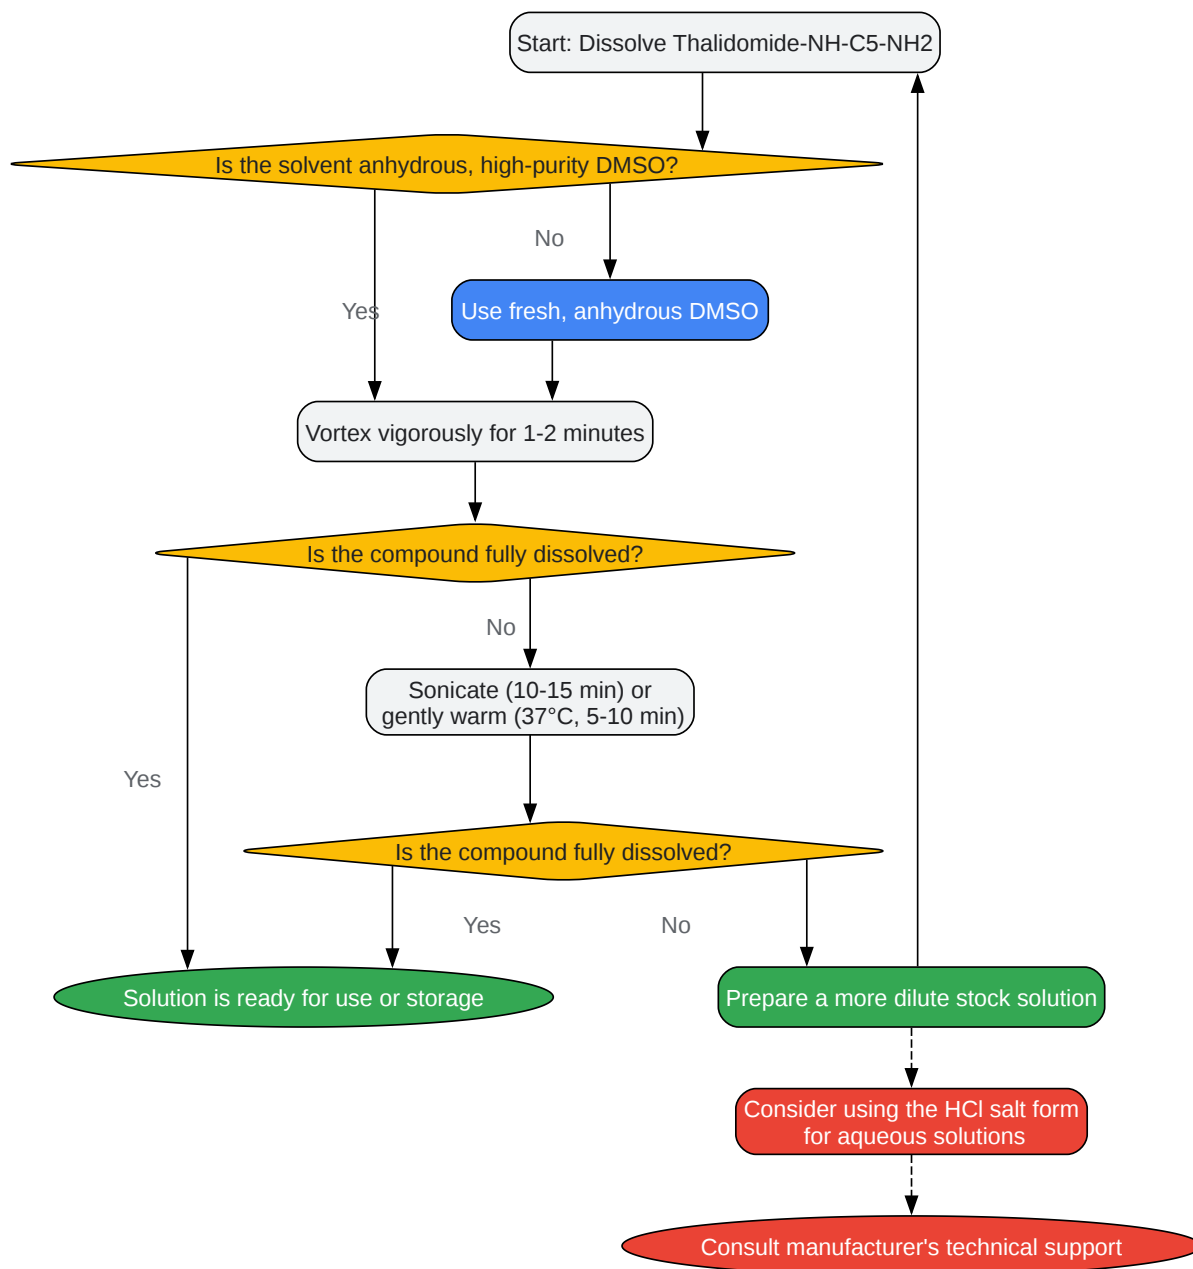 Start: Dissolve Thalidomide-NH-C5-NH2
Is the solvent anhydrous, high-purity DMSO?
No
Yes
Use fresh, anhydrous DMSO
Vortex vigorously for 1-2 minutes
Is the compound fully dissolved?
No
Sonicate (10-15 min) or
gently warm (37°C, 5-10 min)
Yes
Is the compound fully dissolved?
Yes
No
Solution is ready for use or storage
Prepare a more dilute stock solution
Consider using the HCl salt form
for aqueous solutions
Consult manufacturer's technical support